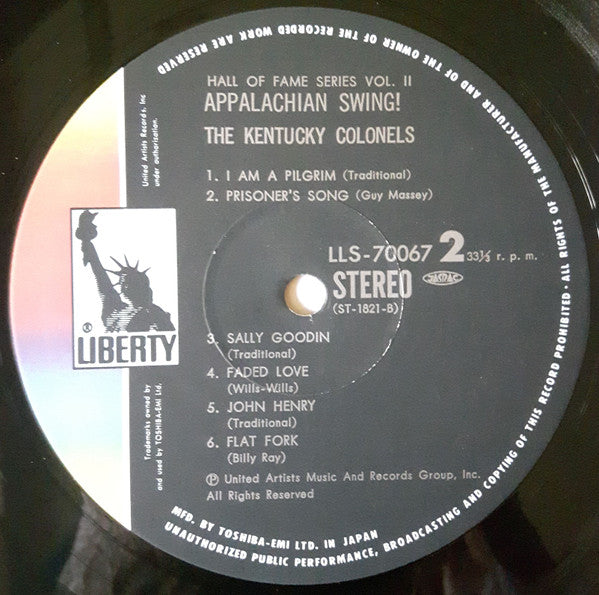 HALL OF FAME SERIES VOL. II
APPALACHIAN SWING!
THE KENTUCKY COLONELS
1. I AM A PILGRIM (Traditional)
2. PRISONER'S SONG (Guy Massey)
LLS-70067 2 33⅓ r. p. m.
STEREO
JASRAC
(ST-1821-B)
3. SALLY GOODIN
(Traditional)
4. FADED LOVE
(Wills-Wills)
5. JOHN HENRY
(Traditional)
6. FLAT FORK
(Billy Ray)
Ⓟ United Artists Music And Records Group, Inc.
All Rights Reserved
United Artists Records, Inc
under authorization.
® LIBERTY
Trademarks owned by
and used by TOSHIBA-EMI Ltd.
MFD. BY TOSHIBA-EMI LTD. IN JAPAN
UNAUTHORIZED PUBLIC PERFORMANCE, BROADCASTING AND COPYING OF THIS RECORD PROHIBITED · ALL RIGHTS OF THE MANUFACTURER AND OF THE OWNER OF THE RECORDED WORK ARE RESERVED